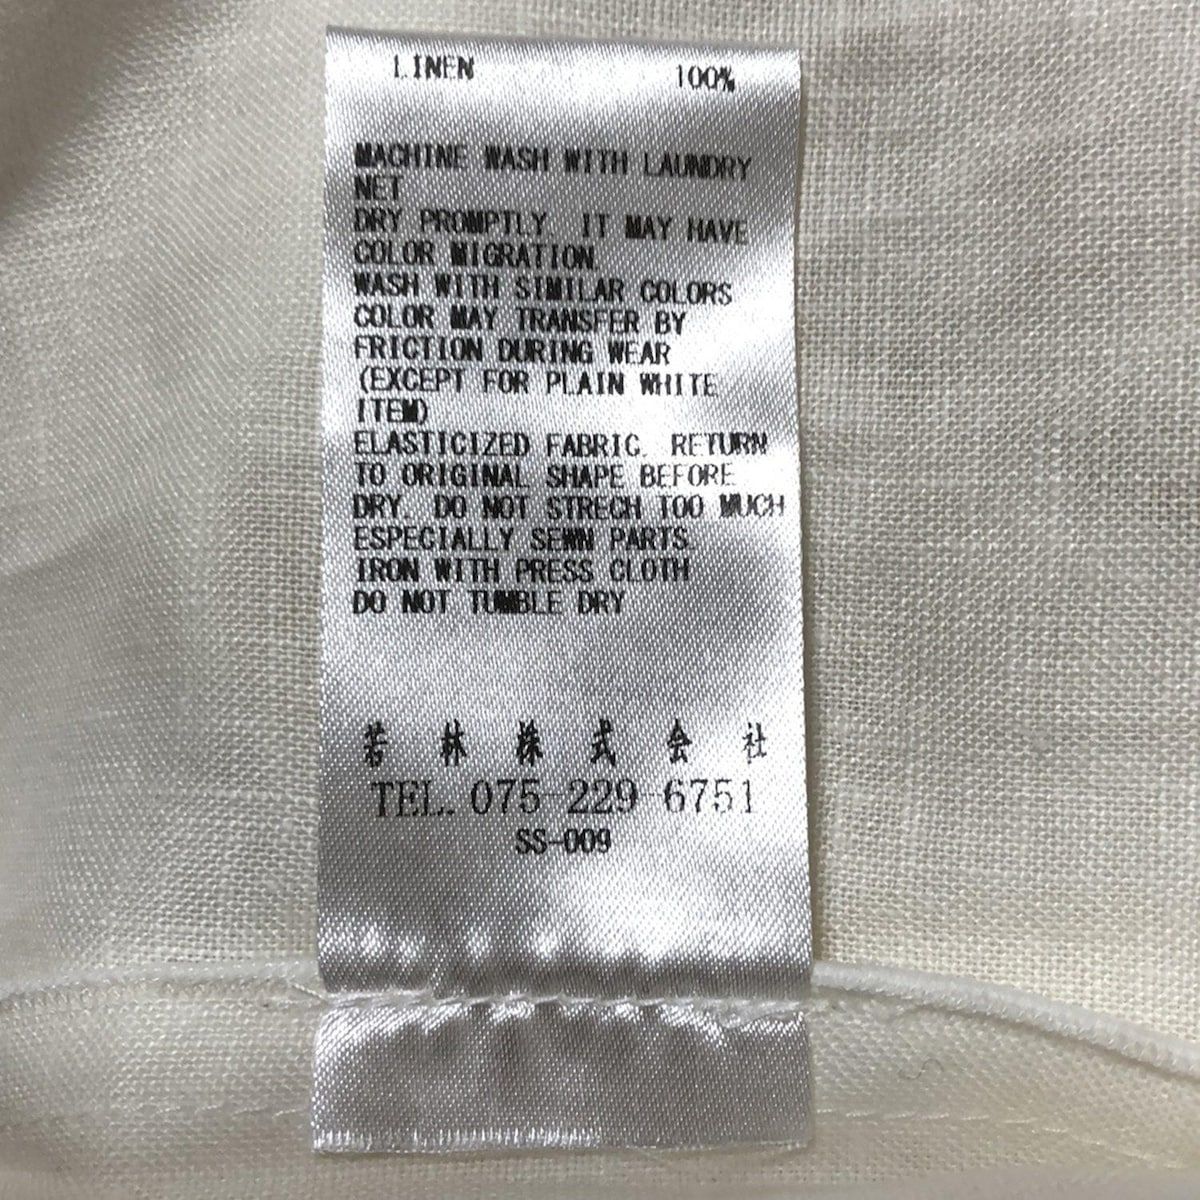 LINEN 100%
MACHINE WASH WITH LAUNDRY
NET
DRY PROMPTLY. IT MAY HAVE
COLOR MIGRATION.
WASH WITH SIMILAR COLORS
COLOR MAY TRANSFER BY
FRICTION DURING WEAR
(EXCEPT FOR PLAIN WHITE
ITEM)
ELASTICIZED FABRIC. RETURN
TO ORIGINAL SHAPE BEFORE
DRY. DO NOT STRECH TOO MUCH
ESPECIALLY SEWN PARTS.
IRON WITH PRESS CLOTH
DO NOT TUMBLE DRY
若林株式会社
TEL. 075-229-6751
SS-009